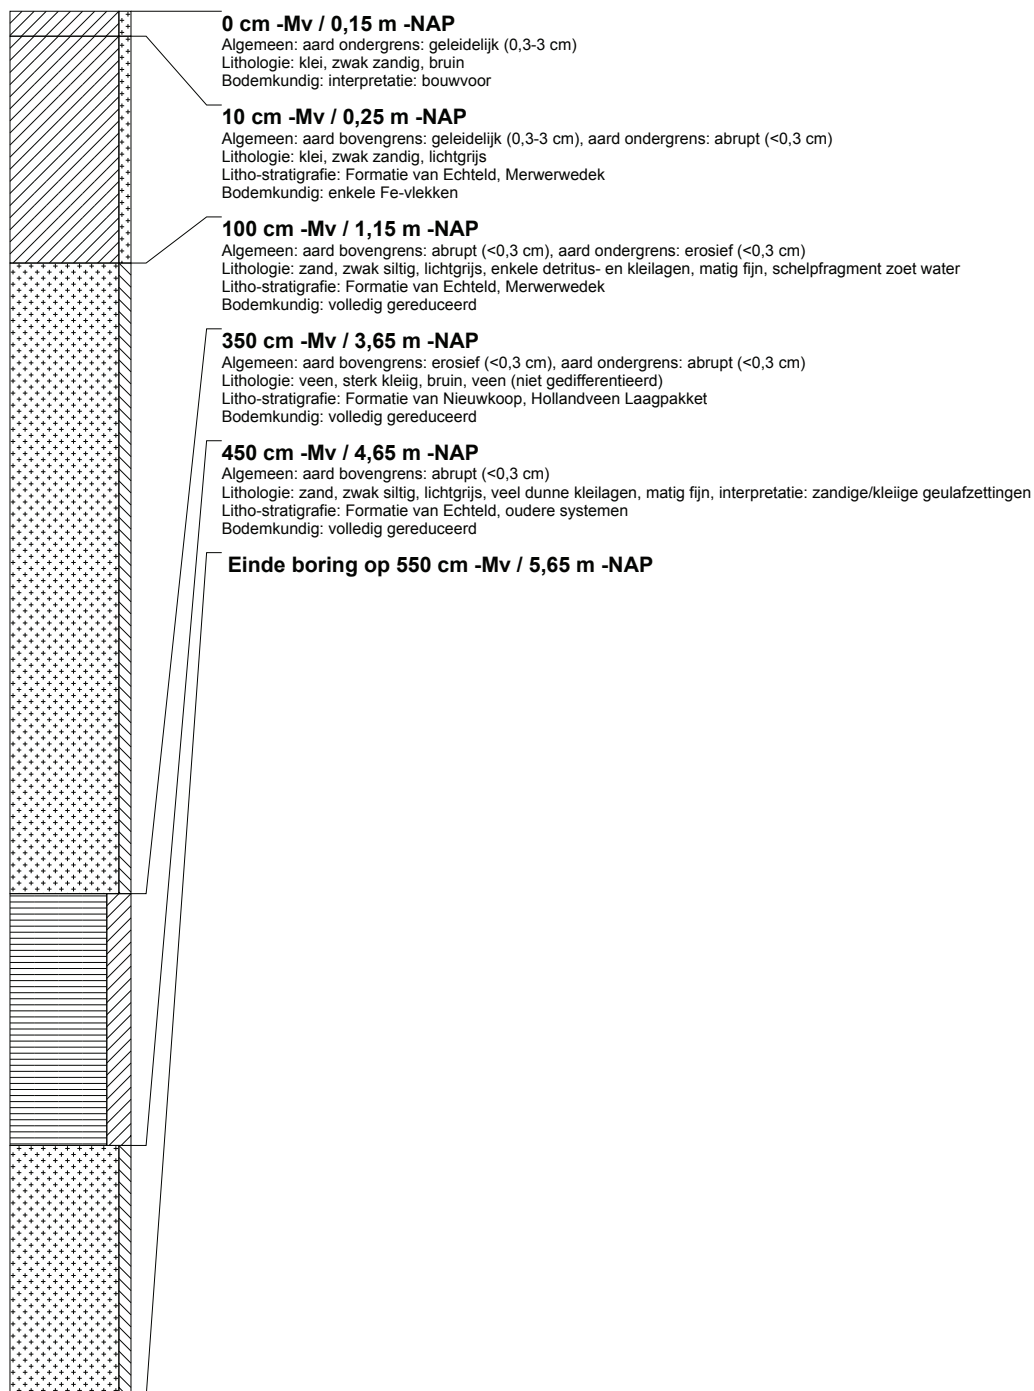 0 cm -Mv / 0,15 m -NAP
Algemeen: aard ondergrens: geleidelijk (0,3-3 cm)
Lithologie: klei, zwak zandig, bruin
Bodemkundig: interpretatie: bouwvoor
10 cm -Mv / 0,25 m -NAP
Algemeen: aard bovengrens: geleidelijk (0,3-3 cm), aard ondergrens: abrupt (<0,3 cm)
Lithologie: klei, zwak zandig, lichtgrijs
Litho-stratigrafie: Formatie van Echteld, Merwerwedek
Bodemkundig: enkele Fe-vlekken
100 cm -Mv / 1,15 m -NAP
Algemeen: aard bovengrens: abrupt (<0,3 cm), aard ondergrens: erosief (<0,3 cm)
Lithologie: zand, zwak siltig, lichtgrijs, enkele detritus- en kleilagen, matig fijn, schelpfragment zoet water
Litho-stratigrafie: Formatie van Echteld, Merwerwedek
Bodemkundig: volledig gereduceerd
350 cm -Mv / 3,65 m -NAP
Algemeen: aard bovengrens: erosief (<0,3 cm), aard ondergrens: abrupt (<0,3 cm)
Lithologie: veen, sterk kleiig, bruin, veen (niet gedifferentieerd)
Litho-stratigrafie: Formatie van Nieuwkoop, Hollandveen Laagpakket
Bodemkundig: volledig gereduceerd
450 cm -Mv / 4,65 m -NAP
Algemeen: aard bovengrens: abrupt (<0,3 cm)
Lithologie: zand, zwak siltig, lichtgrijs, veel dunne kleilagen, matig fijn, interpretatie: zandige/kleiige geulafzettingen
Litho-stratigrafie: Formatie van Echteld, oudere systemen
Bodemkundig: volledig gereduceerd
Einde boring op 550 cm -Mv / 5,65 m -NAP